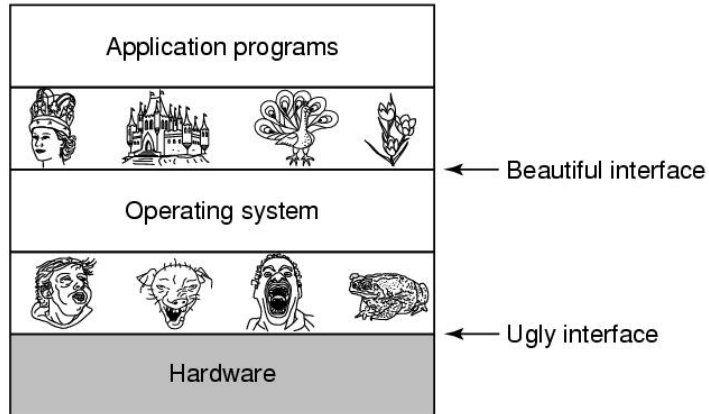 Application programs
Beautiful interface
Operating system
Ugly interface
Hardware